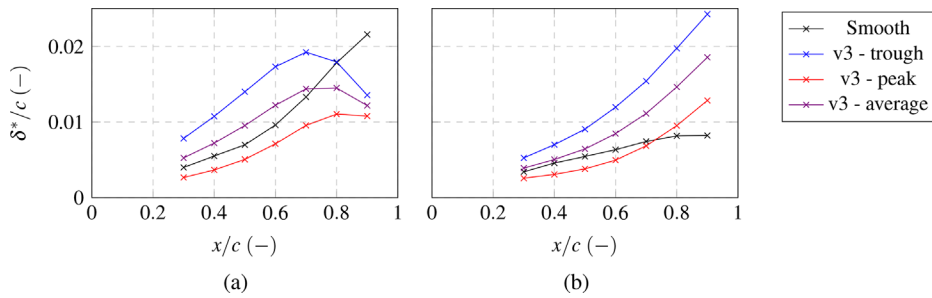 δ*/c (−)
0.02
0.01
0
0 0.2 0.4 0.6 0.8 1
x/c (−)
(a)
0 0.2 0.4 0.6 0.8 1
x/c (−)
(b)
Smooth
v3 - trough
v3 - peak
v3 - average